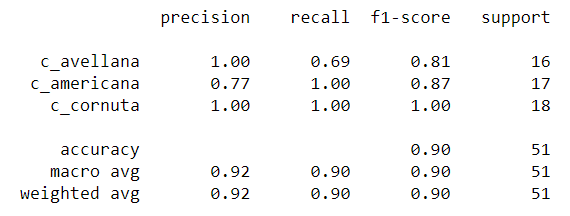 precision recall f1-score support
c_avellana 1.00 0.69 0.81 16
c_americana 0.77 1.00 0.87 17
c_cornuta 1.00 1.00 1.00 18
accuracy 0.90 51
macro avg 0.92 0.90 0.90 51
weighted avg 0.92 0.90 0.90 51